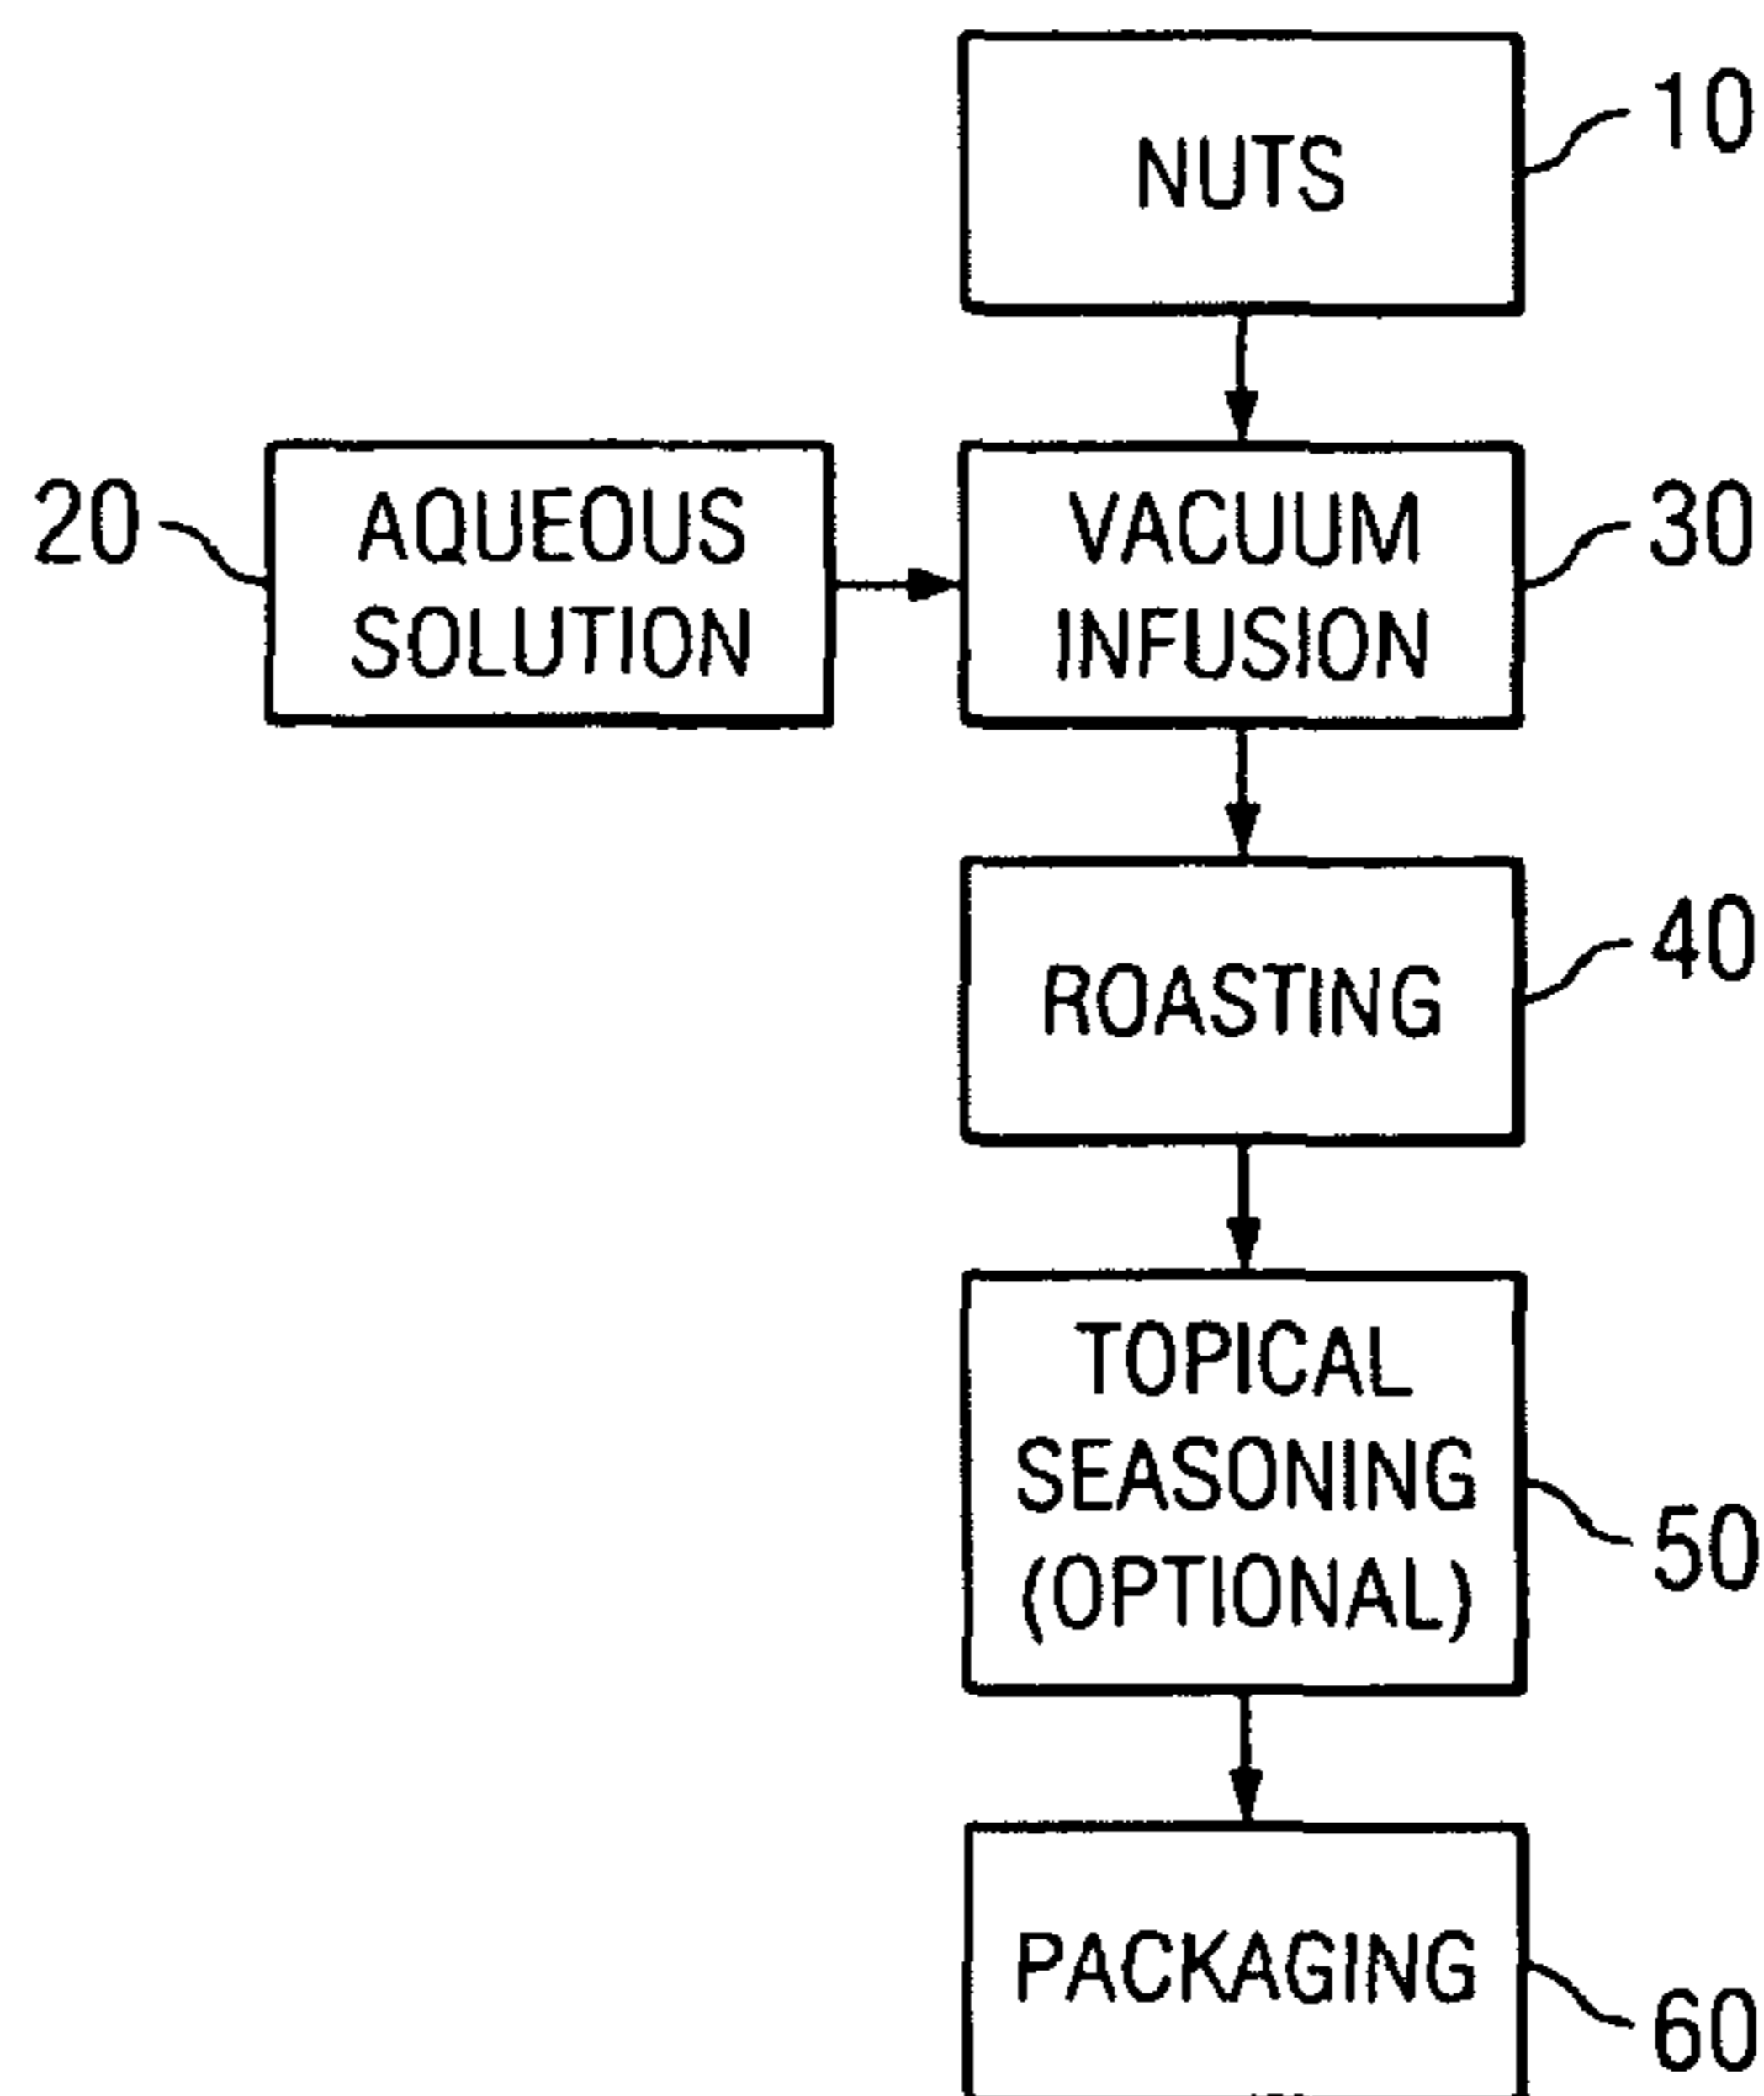 NUTS
10
20
AQUEOUS
SOLUTION
VACUUM
INFUSION
30
ROASTING
40
TOPICAL
SEASONING
(OPTIONAL)
50
PACKAGING
60